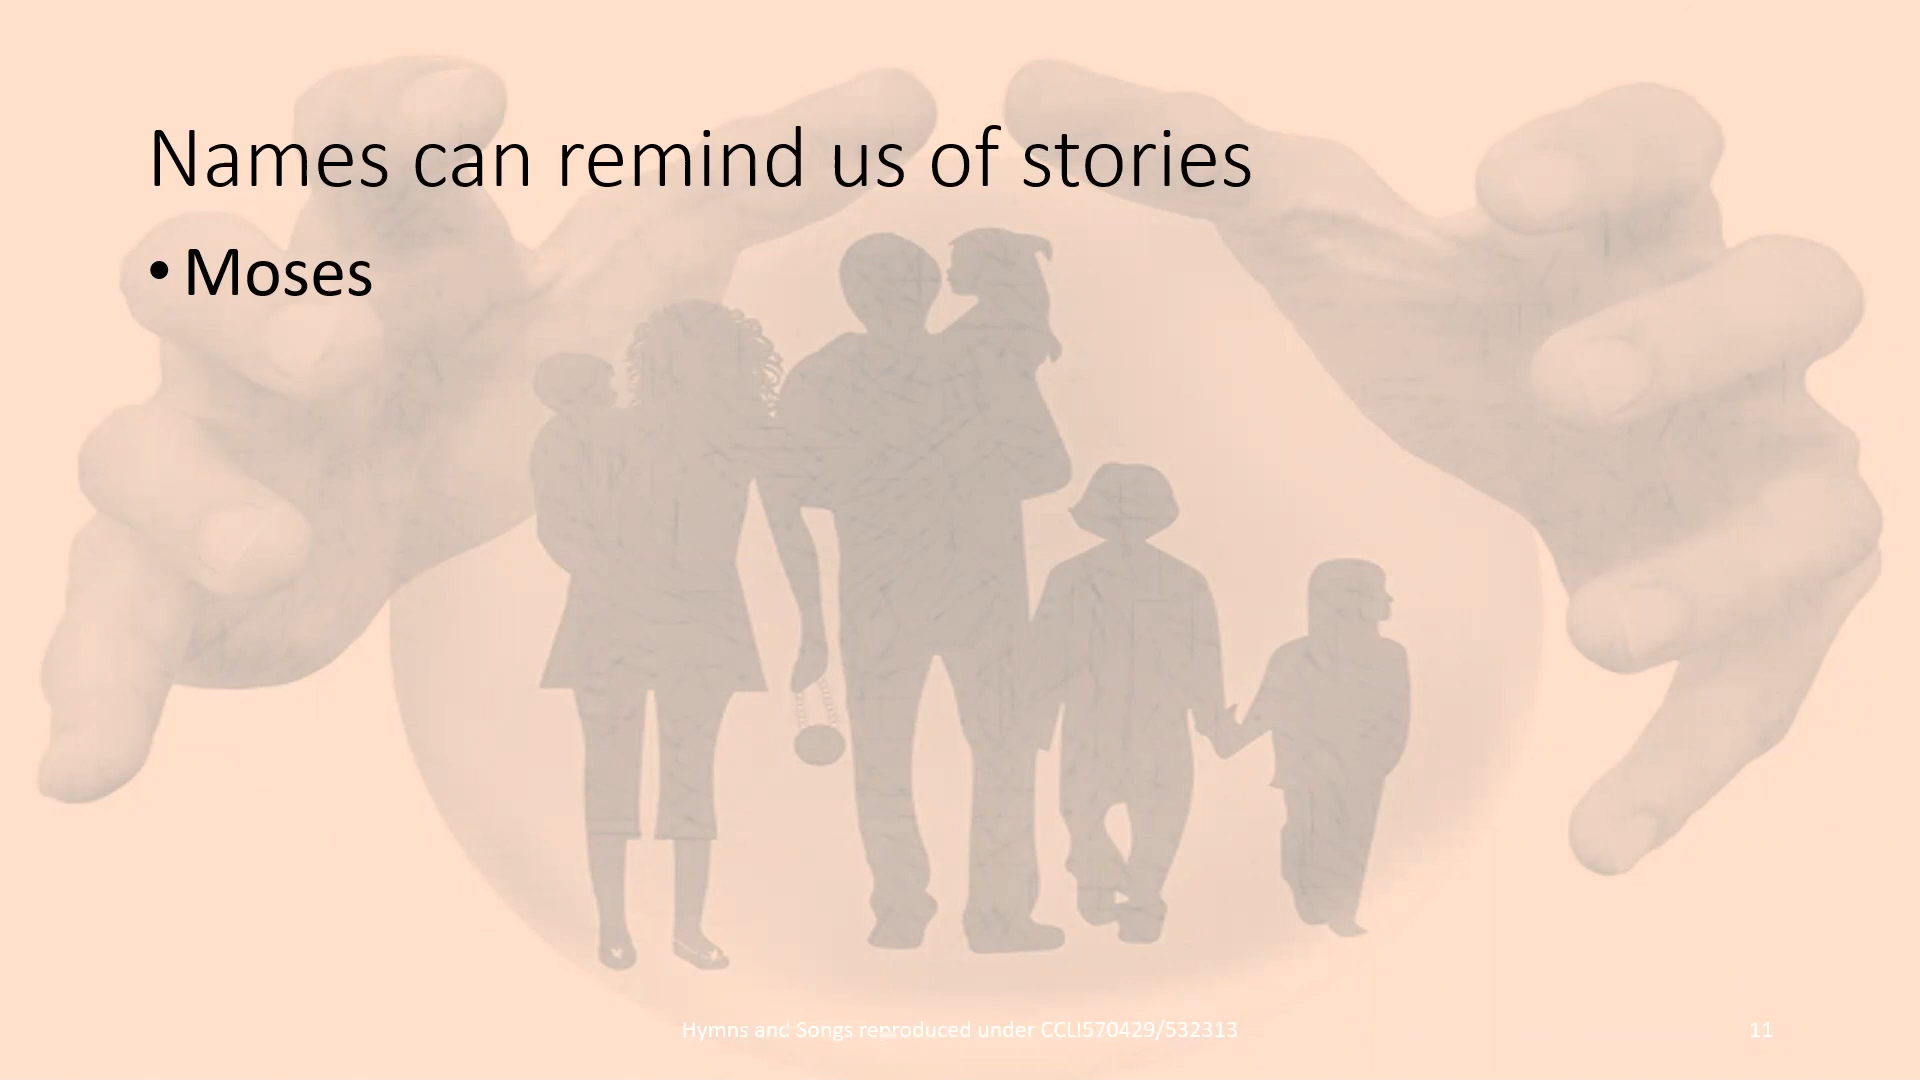 Names can remind us of stories
• Moses
Hymns and Songs reproduced under CCLI570429/532313
11